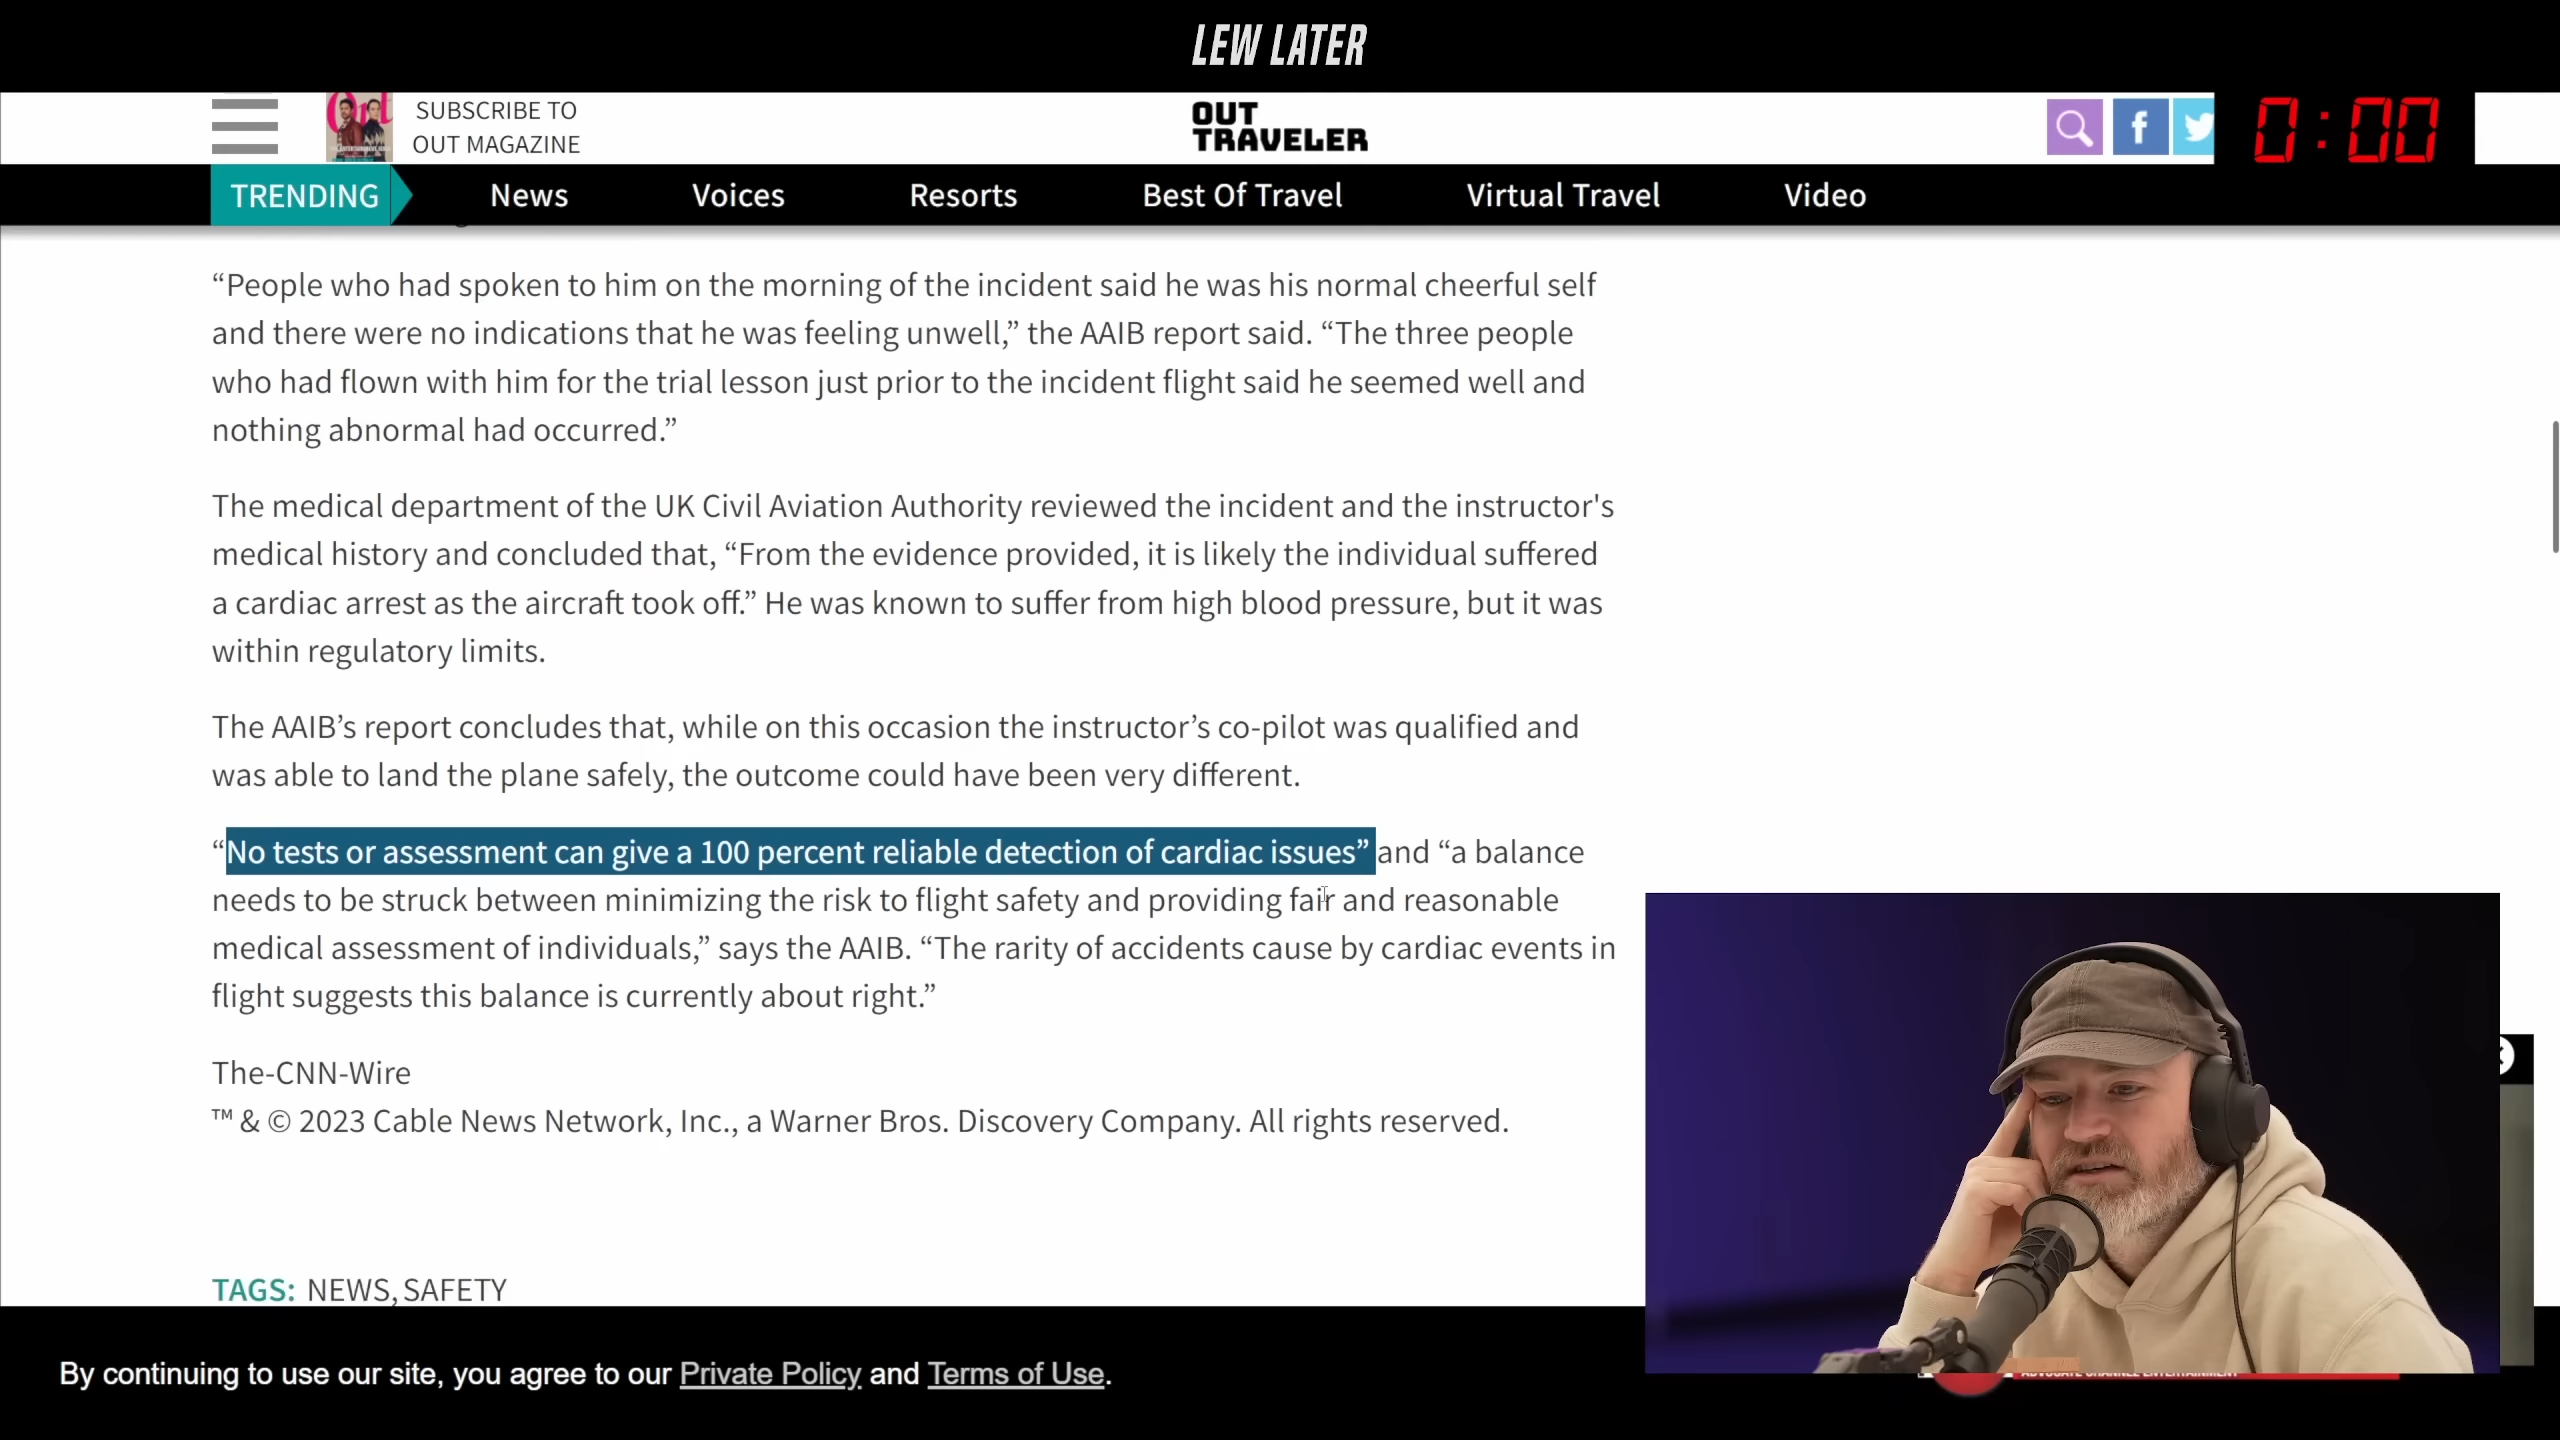 LEW LATER
SUBSCRIBE TO
OUT MAGAZINE
Out
OUT
TRAVELER
f
0:00
TRENDING
News
Voices
Resorts
Best Of Travel
Virtual Travel
Video
“People who had spoken to him on the morning of the incident said he was his normal cheerful self
and there were no indications that he was feeling unwell,” the AAIB report said. “The three people
who had flown with him for the trial lesson just prior to the incident flight said he seemed well and
nothing abnormal had occurred.”
The medical department of the UK Civil Aviation Authority reviewed the incident and the instructor's
medical history and concluded that, “From the evidence provided, it is likely the individual suffered
a cardiac arrest as the aircraft took off.” He was known to suffer from high blood pressure, but it was
within regulatory limits.
The AAIB’s report concludes that, while on this occasion the instructor’s co-pilot was qualified and
was able to land the plane safely, the outcome could have been very different.
“No tests or assessment can give a 100 percent reliable detection of cardiac issues” and “a balance
needs to be struck between minimizing the risk to flight safety and providing fair and reasonable
medical assessment of individuals,” says the AAIB. “The rarity of accidents cause by cardiac events in
flight suggests this balance is currently about right.”
The-CNN-Wire
™ & © 2023 Cable News Network, Inc., a Warner Bros. Discovery Company. All rights reserved.
TAGS: NEWS, SAFETY
By continuing to use our site, you agree to our Private Policy and Terms of Use.